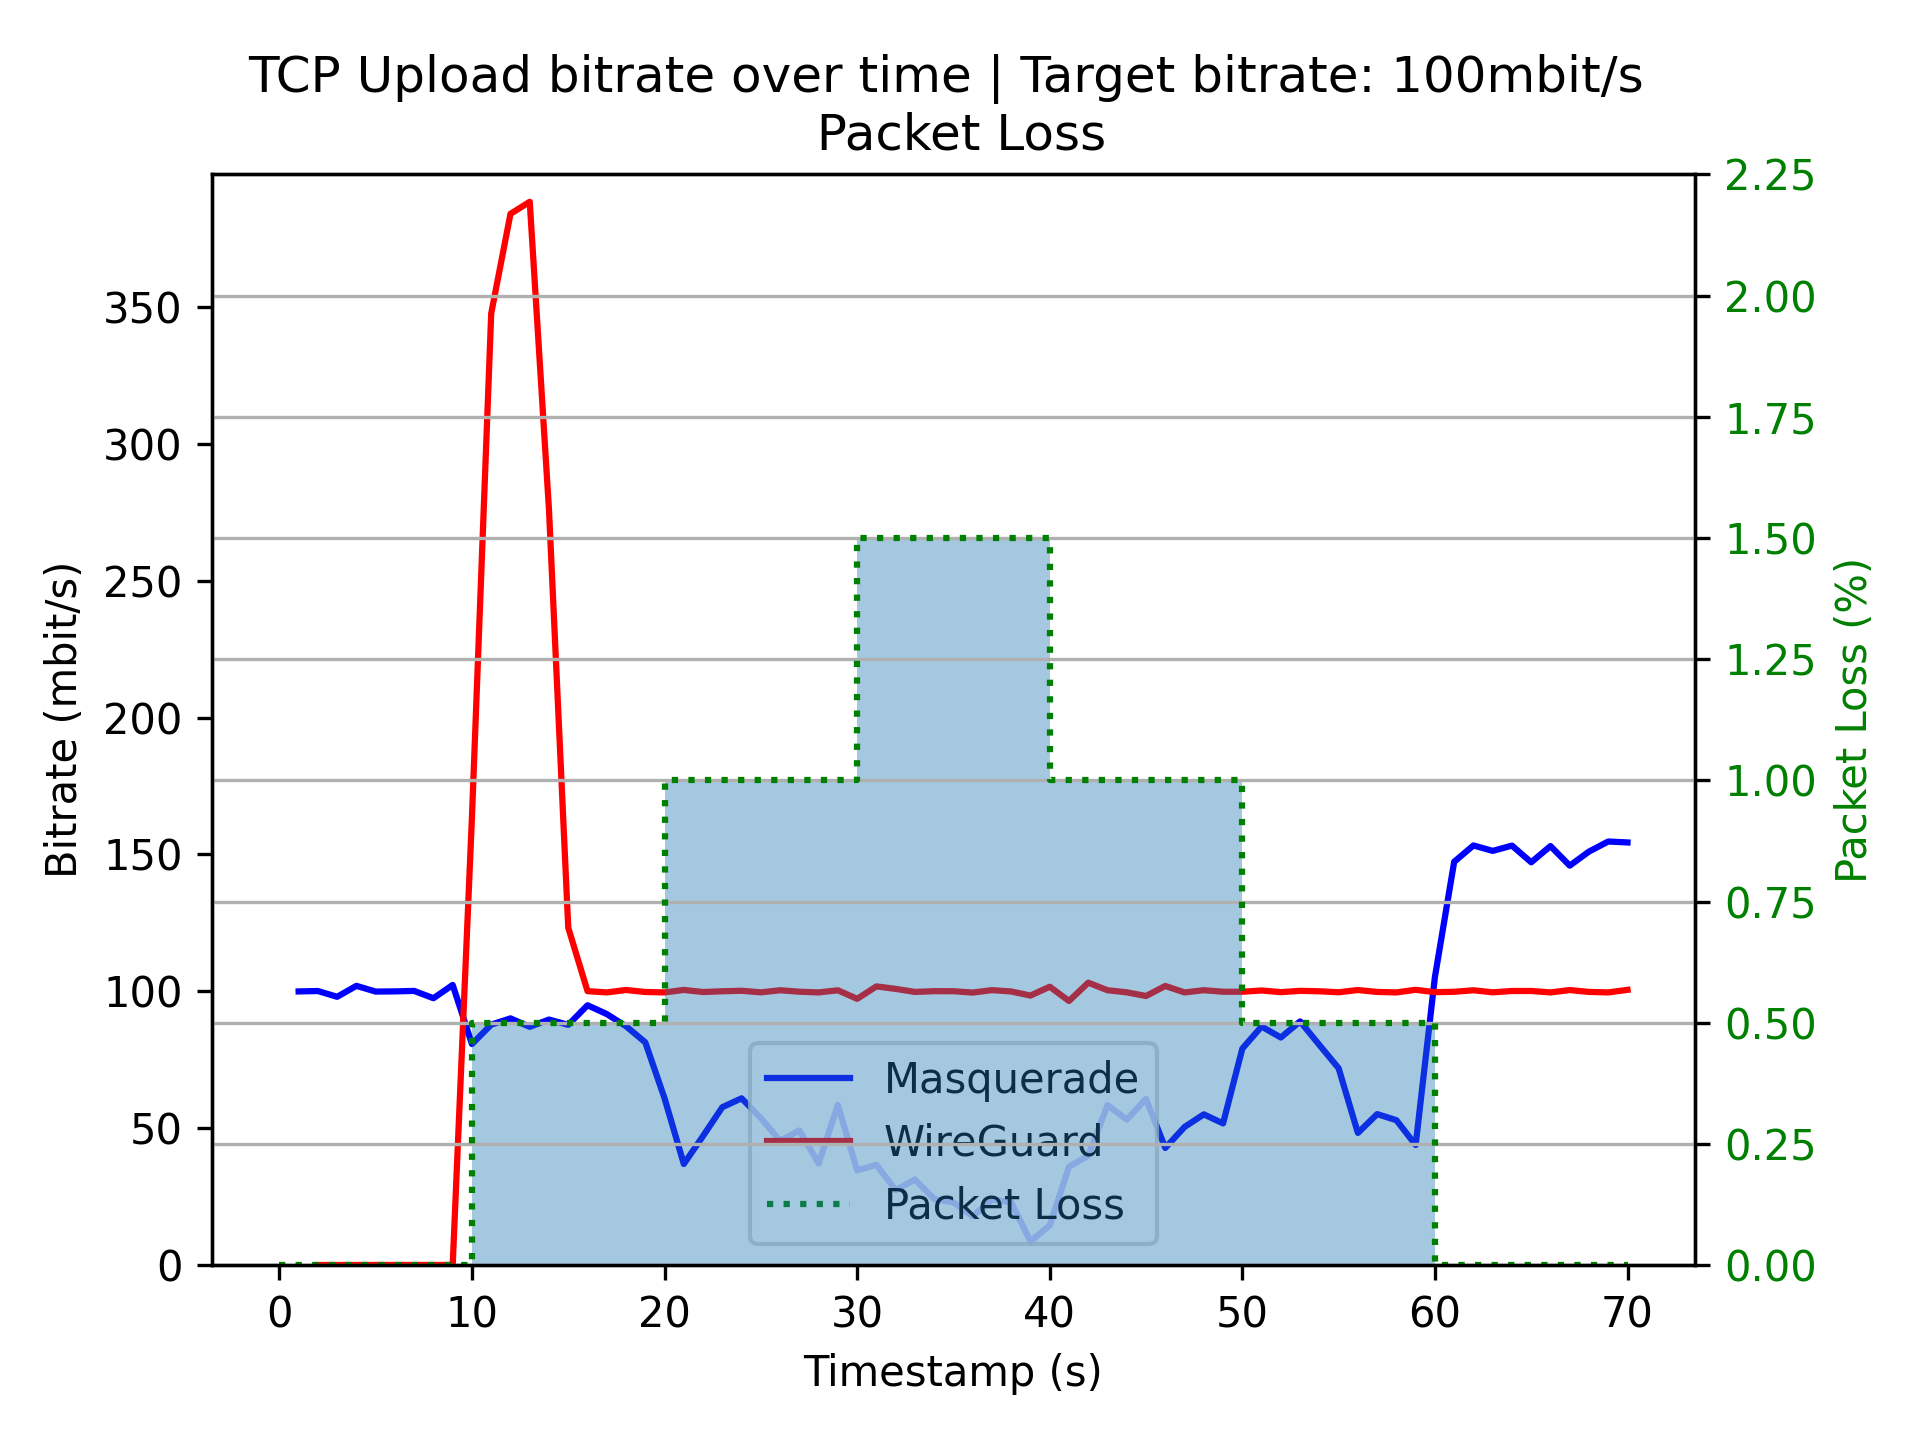 TCP Upload bitrate over time | Target bitrate: 100mbit/s
Packet Loss
Bitrate (mbit/s)
350
300
250
200
150
100
50
0
2.25
2.00
1.75
1.50
1.25
1.00
0.75
0.50
0.25
0.00
Packet Loss (%)
Masquerade
WireGuard
Packet Loss
0 10 20 30 40 50 60 70
Timestamp (s)